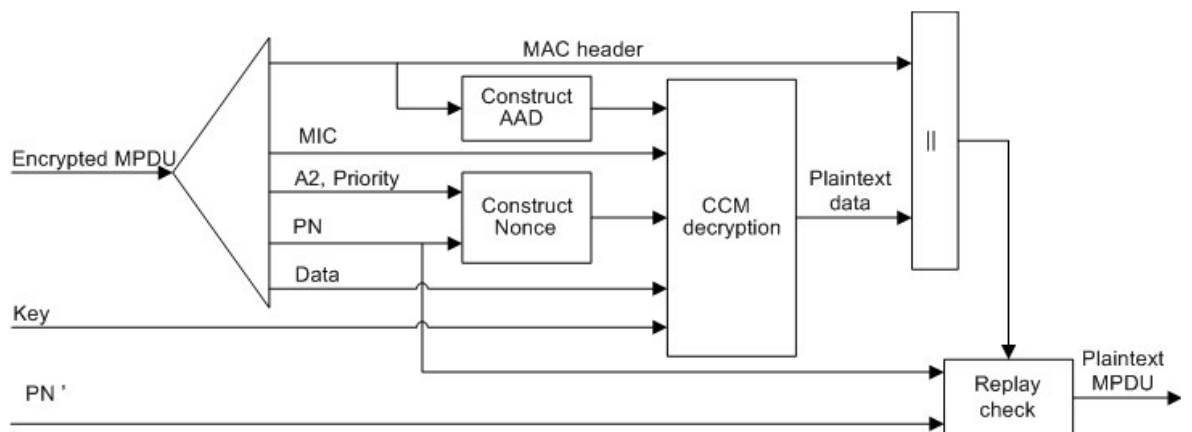 MAC header
Construct
AAD
MIC
Encrypted MPDU
A2, Priority
Construct
Nonce
PN
Data
CCM
decryption
Plaintext
data
||
Key
PN '
Replay
check
Plaintext
MPDU